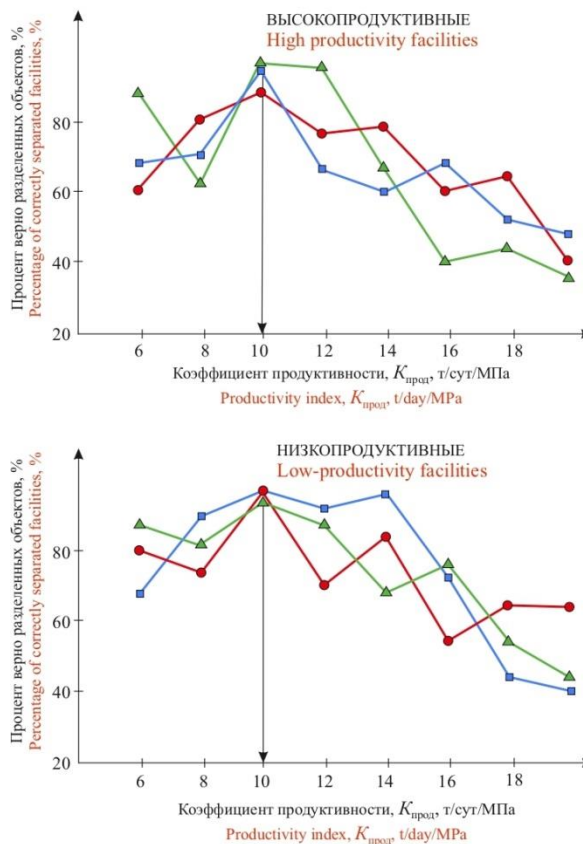 ВЫСОКОПРОДУКТИВНЫЕ
High productivity facilities
Процент верно разделенных объектов, %
Percentage of correctly separated facilities, %
80
60
40
20
6 8 10 12 14 16 18
Коэффициент продуктивности, Kпрод, т/сут/МПа
Productivity index, Kпрод, t/day/MPa
НИЗКОПРОДУКТИВНЫЕ
Low-productivity facilities
Процент верно разделенных объектов, %
Percentage of correctly separated facilities, %
80
60
40
20
6 8 10 12 14 16 18
Коэффициент продуктивности, Kпрод, т/сут/МПа
Productivity index, Kпрод, t/day/MPa